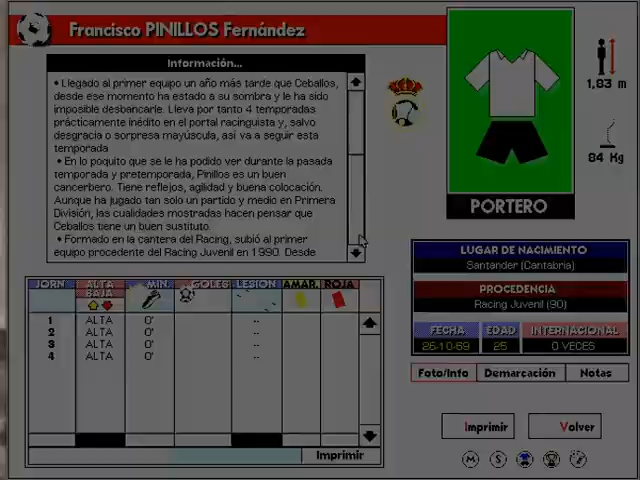 Francisco PINILLOS Fernández
Información...
• Llegado al primer equipo un año más tarde que Ceballos,
desde ese momento ha estado a su sombra y le ha sido
imposible desbancarle. Lleva por tanto 4 temporadas
prácticamente inédito en el portal racinguista y, salvo
desgracia o sorpresa mayúscula, así va a seguir esta
temporada
• En lo poquito que se le ha podido ver durante la pasada
temporada y pretemporada, Pinillos es un buen
cancerbero. Tiene reflejos, agilidad y buena colocación.
Aunque ha jugado tan solo un partido y medio en Primera
División, las cualidades mostradas hacen pensar que
Ceballos tiene un buen sustituto.
• Formado en la cantera del Racing, subió al primer
equipo procedente del Racing Juvenil en 1990. Desde
1,83 m
84 Kg
PORTERO
LUGAR DE NACIMIENTO
Santander (Cantabria)
PROCEDENCIA
Racing Juvenil (90)
FECHA EDAD INTERNACIONAL
26-10-69 25 0 VECES
Foto/Info Demarcación Notas
Imprimir Volver
M S
JORN ALTA BAJA MIN. GOLES LESION AMAR. ROJA
1 ALTA 0' --
2 ALTA 0' --
3 ALTA 0' --
4 ALTA 0' --
Imprimir